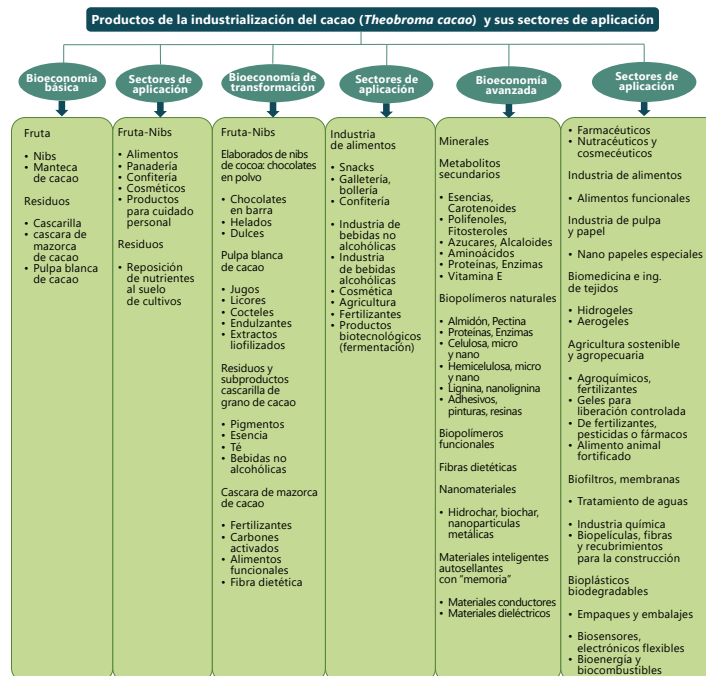 Productos de la industrialización del cacao (Theobroma cacao) y sus sectores de aplicación
Bioeconomía
básica
Sectores de
aplicación
Bioeconomía de
transformación
Sectores de
aplicación
Bioeconomía
avanzada
Sectores de
aplicación
Fruta
• Nibs
• Manteca
de cacao
Residuos
• Cascarilla
• cascara de
mazorca
de cacao
• Pulpa blanca
de cacao
Fruta-Nibs
• Alimentos
• Panadería
• Confitería
• Cosméticos
• Productos
para cuidado
personal
Residuos
• Reposición
de nutrientes
al suelo
de cultivos
Fruta-Nibs
Elaborados de nibs
de cocoa: chocolates
en polvo
• Chocolates
en barra
• Helados
• Dulces
Pulpa blanca
de cacao
• Jugos
• Licores
• Cocteles
• Endulzantes
• Extractos
liofilizados
Residuos y
subproductos
cascarilla de
grano de cacao
• Pigmentos
• Esencia
• Té
• Bebidas no
alcohólicas
Cascara de mazorca
de cacao
• Fertilizantes
• Carbones
activados
• Alimentos
funcionales
• Fibra dietética
Industria
de alimentos
• Snacks
• Galletería,
bollería
• Confitería
• Industria de
bebidas no
alcohólicas
• Industria
de bebidas
alcohólicas
• Cosmética
• Agricultura
• Fertilizantes
• Productos
biotecnológicos
(fermentación)
Minerales
Metabolitos
secundarios
• Esencias,
Carotenoides
• Polifenoles,
Fitosteroles
• Azucares, Alcaloides
• Aminoácidos
• Proteínas, Enzimas
• Vitamina E
Biopolímeros naturales
• Almidón, Pectina
• Proteínas, Enzimas
• Celulosa, micro
y nano
• Hemicelulosa, micro
y nano
• Lignina, nanolignina
• Adhesivos,
pinturas, resinas
Biopolímeros
funcionales
Fibras dietéticas
Nanomateriales
• Hidrochar, biochar,
nanopartículas
metálicas
Materiales inteligentes
autosellantes
con "memoria"
• Materiales conductores
• Materiales dieléctricos
• Farmacéuticos
• Nutracéuticos y
cosmecéuticos
Industria de alimentos
• Alimentos funcionales
Industria de pulpa
y papel
• Nano papeles especiales
Biomedicina e ing.
de tejidos
• Hidrogeles
• Aerogeles
Agricultura sostenible
y agropecuaria
• Agroquímicos,
fertilizantes
• Geles para
liberación controlada
• De fertilizantes,
pesticidas o fármacos
• Alimento animal
fortificado
Biofiltros, membranas
• Tratamiento de aguas
• Industria química
• Biopelículas, fibras
y recubrimientos
para la construcción
Bioplásticos
biodegradables
• Empaques y embalajes
• Biosensores,
electrónicos flexibles
• Bioenergía y
biocombustibles